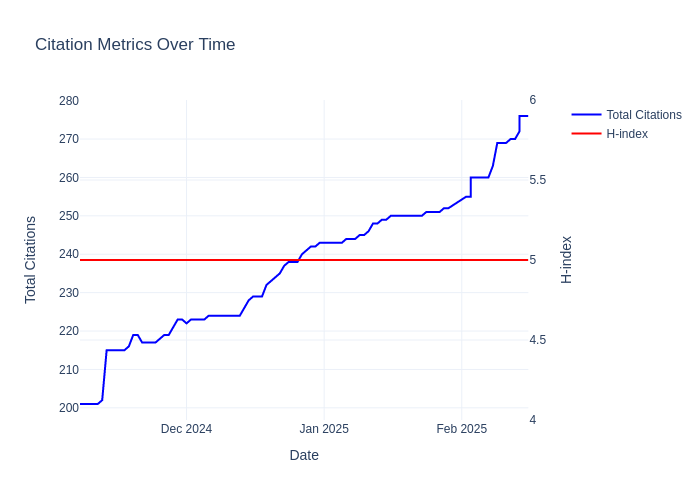 Citation Metrics Over Time
280
270
260
250
240
230
220
210
200
6
5.5
5
4.5
4
Total Citations
H-index
Total Citations
H-index
Dec 2024
Jan 2025
Feb 2025
Date